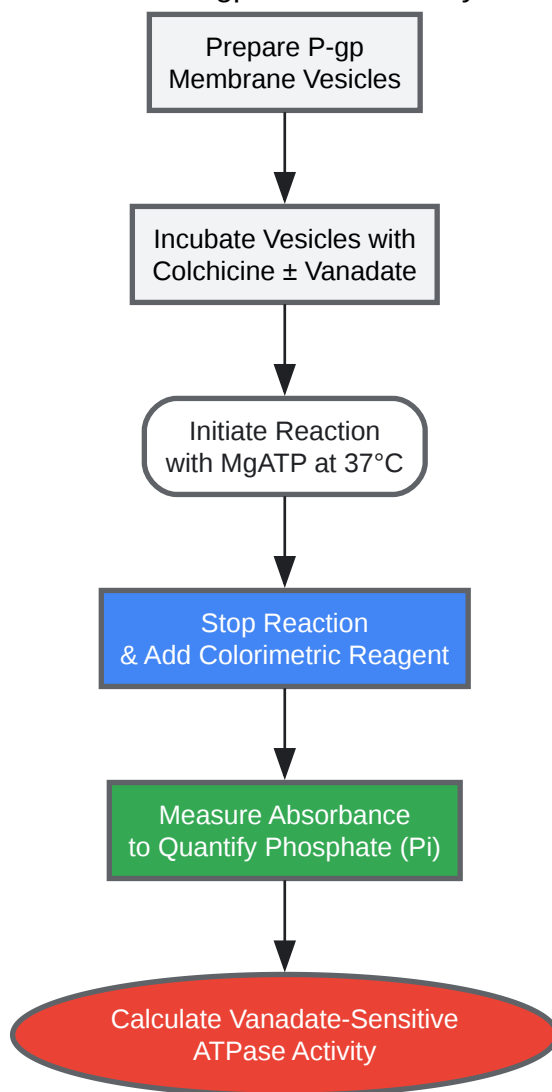 Prepare P-gp
Membrane Vesicles
Incubate Vesicles with
Colchicine ± Vanadate
Initiate Reaction
with MgATP at 37°C
Stop Reaction
& Add Colorimetric Reagent
Measure Absorbance
to Quantify Phosphate (Pi)
Calculate Vanadate-Sensitive
ATPase Activity